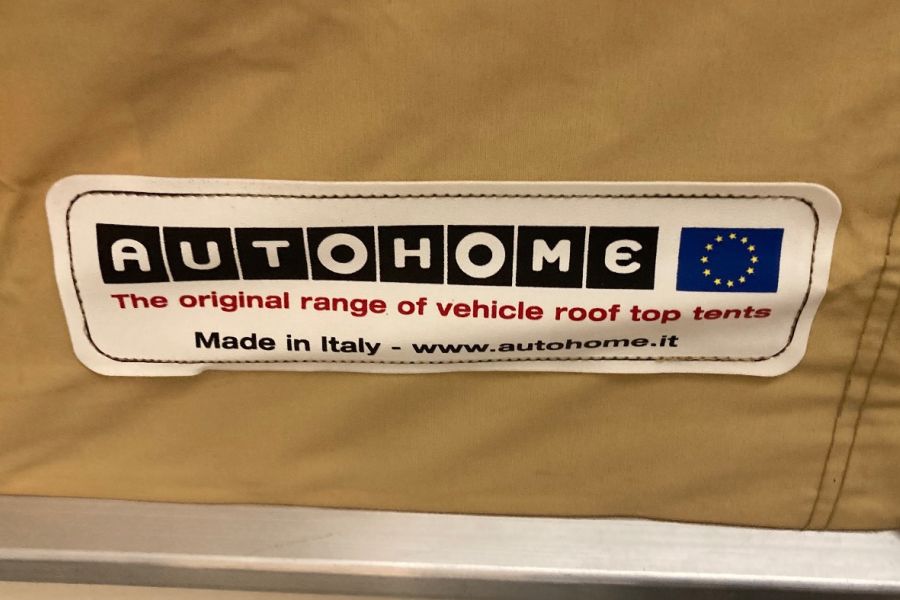 AUTOHOME
The original range of vehicle roof top tents
Made in Italy - www.autohome.it